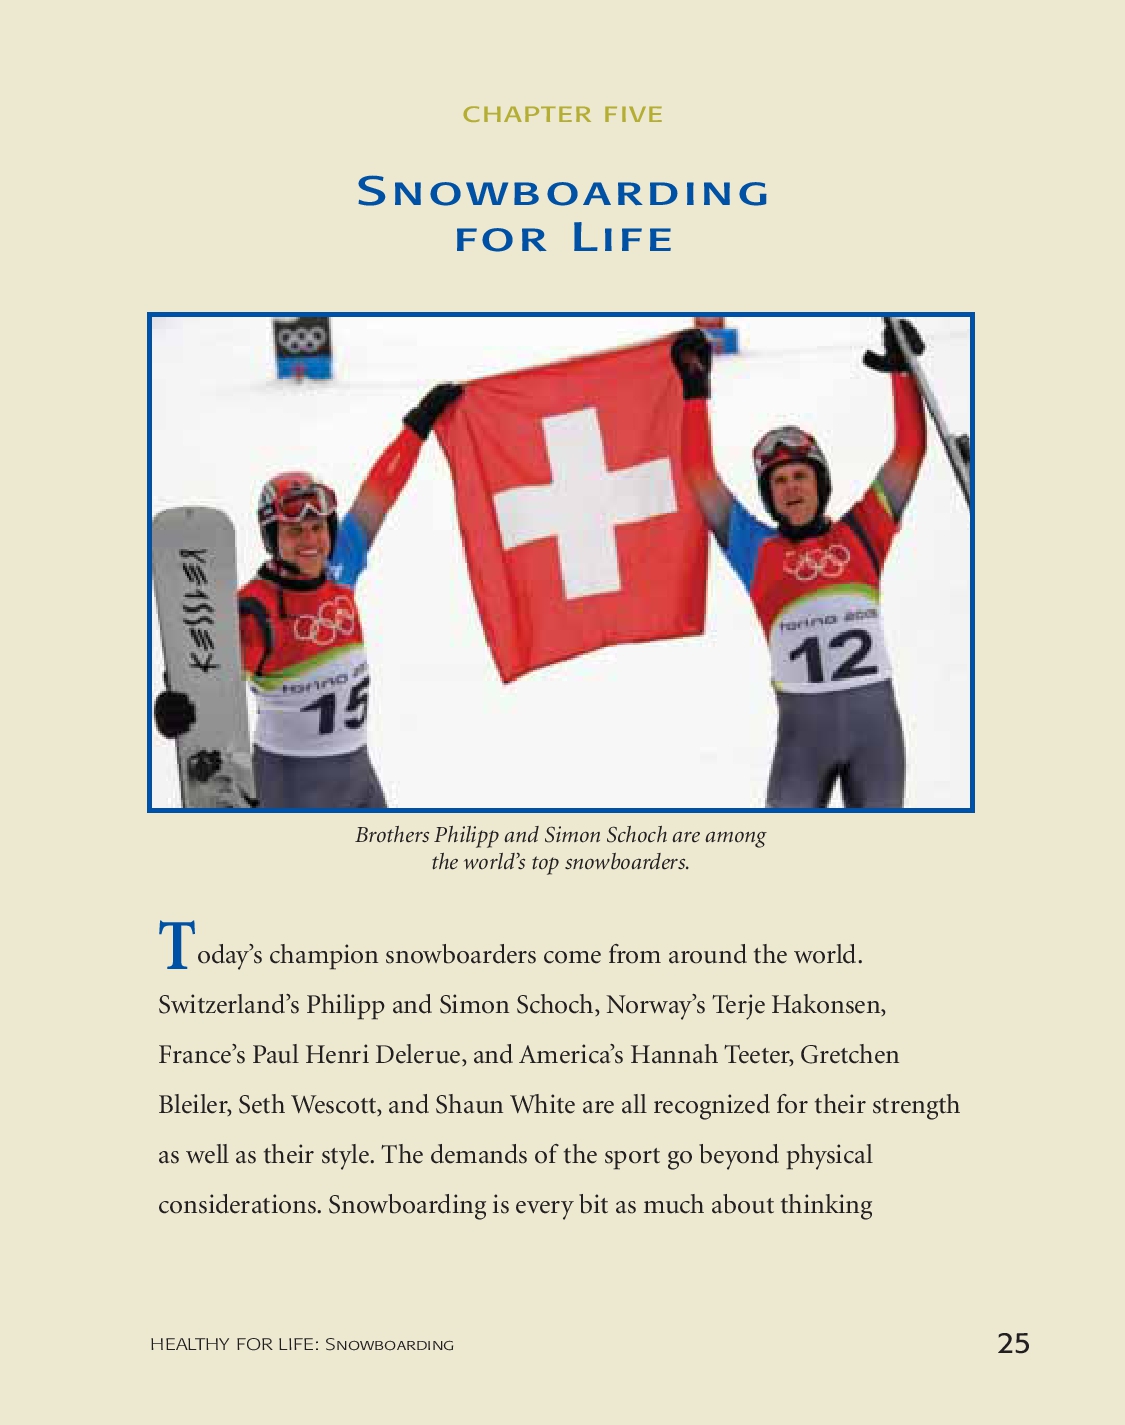 CHAPTER FIVE
SNOWBOARDING
FOR LIFE
KESSLER
torino 20
15
torino 2006
12
Brothers Philipp and Simon Schoch are among
the world's top snowboarders.
Today's champion snowboarders come from around the world.
Switzerland's Philipp and Simon Schoch, Norway's Terje Hakonsen,
France's Paul Henri Delerue, and America's Hannah Teeter, Gretchen
Bleiler, Seth Wescott, and Shaun White are all recognized for their strength
as well as their style. The demands of the sport go beyond physical
considerations. Snowboarding is every bit as much about thinking
HEALTHY FOR LIFE: SNOWBOARDING
25